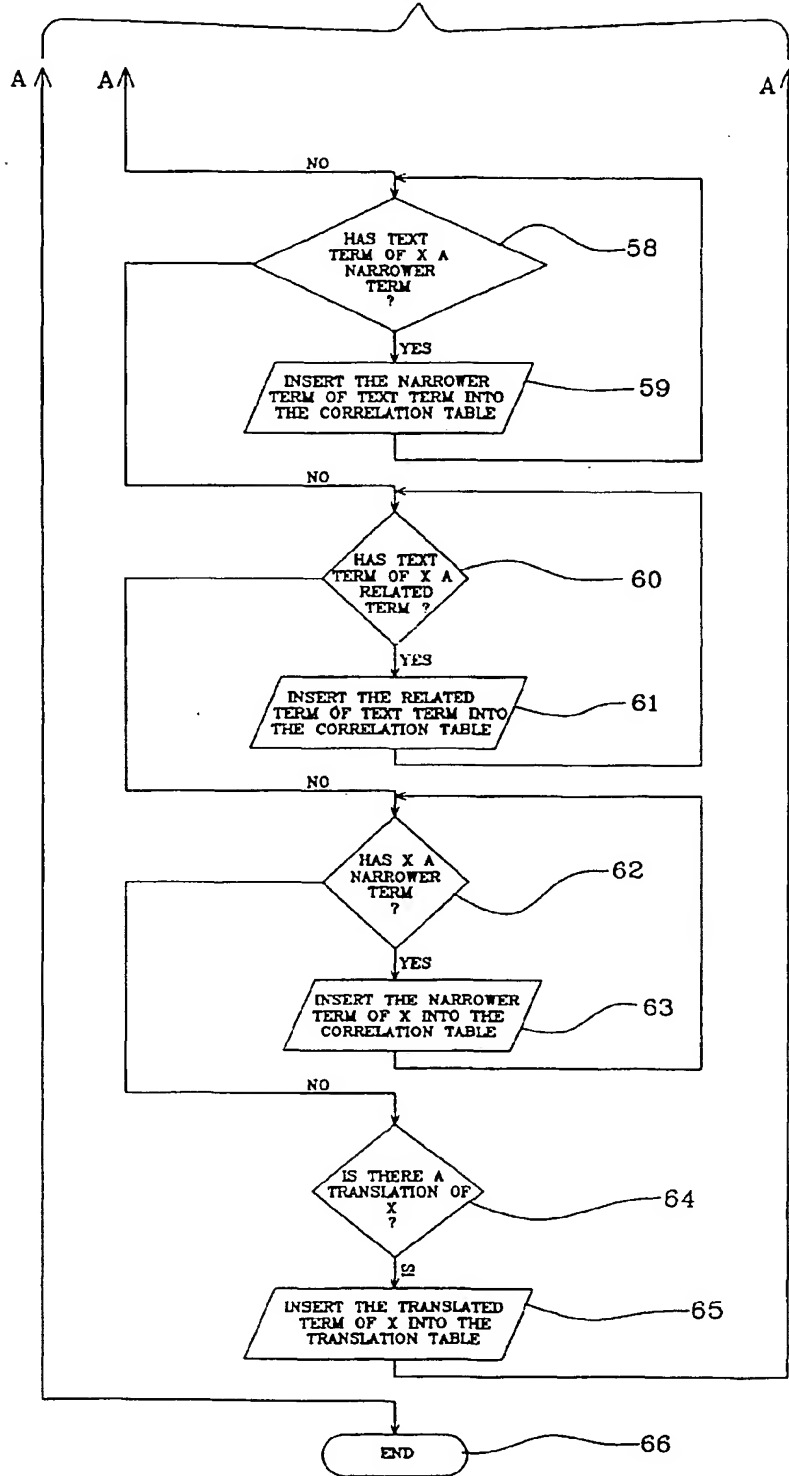 A A A
NO
HAS TEXT
TERM OF X A
NARROWER
TERM
?
58
YES
INSERT THE NARROWER
TERM OF TEXT TERM INTO
THE CORRELATION TABLE
59
NO
HAS TEXT
TERM OF X A
RELATED
TERM ?
60
YES
INSERT THE RELATED
TERM OF TEXT TERM INTO
THE CORRELATION TABLE
61
NO
HAS X A
NARROWER
TERM
?
62
YES
INSERT THE NARROWER
TERM OF X INTO THE
CORRELATION TABLE
63
NO
IS THERE A
TRANSLATION OF
X
?
64
IS
INSERT THE TRANSLATED
TERM OF X INTO THE
TRANSLATION TABLE
65
END
66